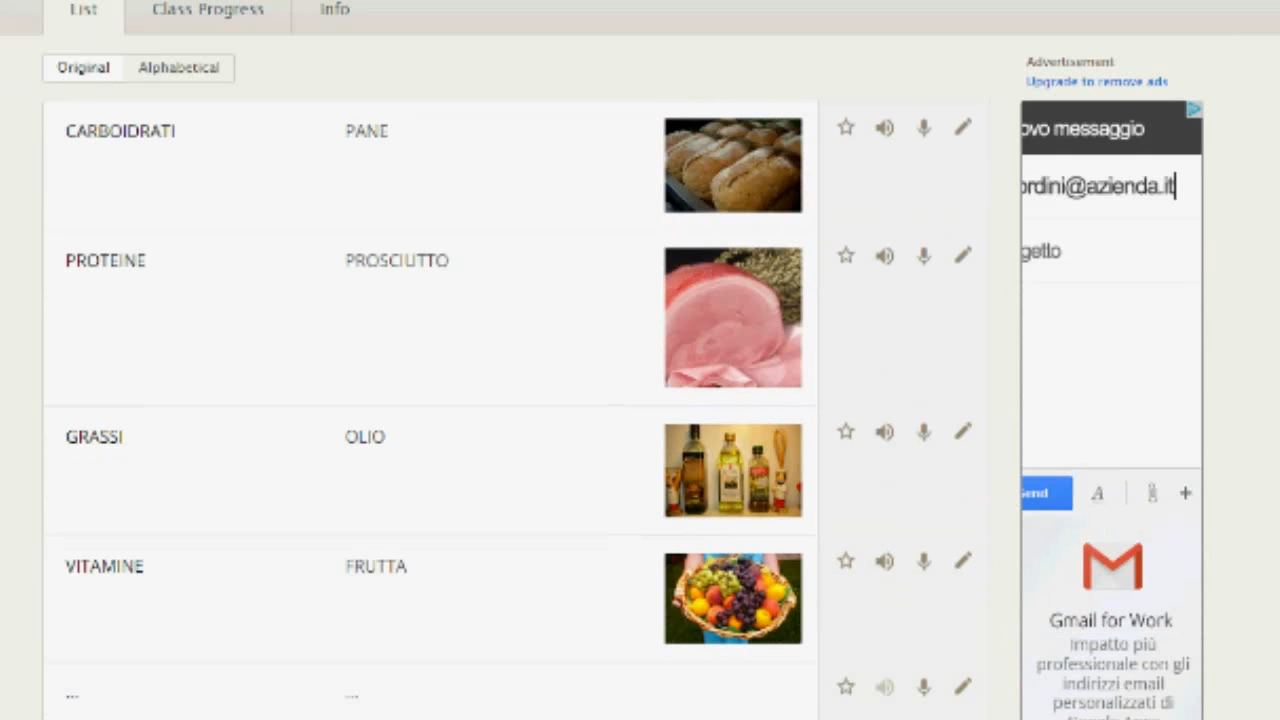 List
Class Progress
Info
Original
Alphabetical
Advertisement
Upgrade to remove ads
CARBOIDRATI
PANE
PROTEINE
PROSCIUTTO
GRASSI
OLIO
VITAMINE
FRUTTA
...
...
ovo messaggio
ordini@azienda.it
getto
Send
A
+
Gmail for Work
Impatto più
professionale con gli
indirizzi email
personalizzati di